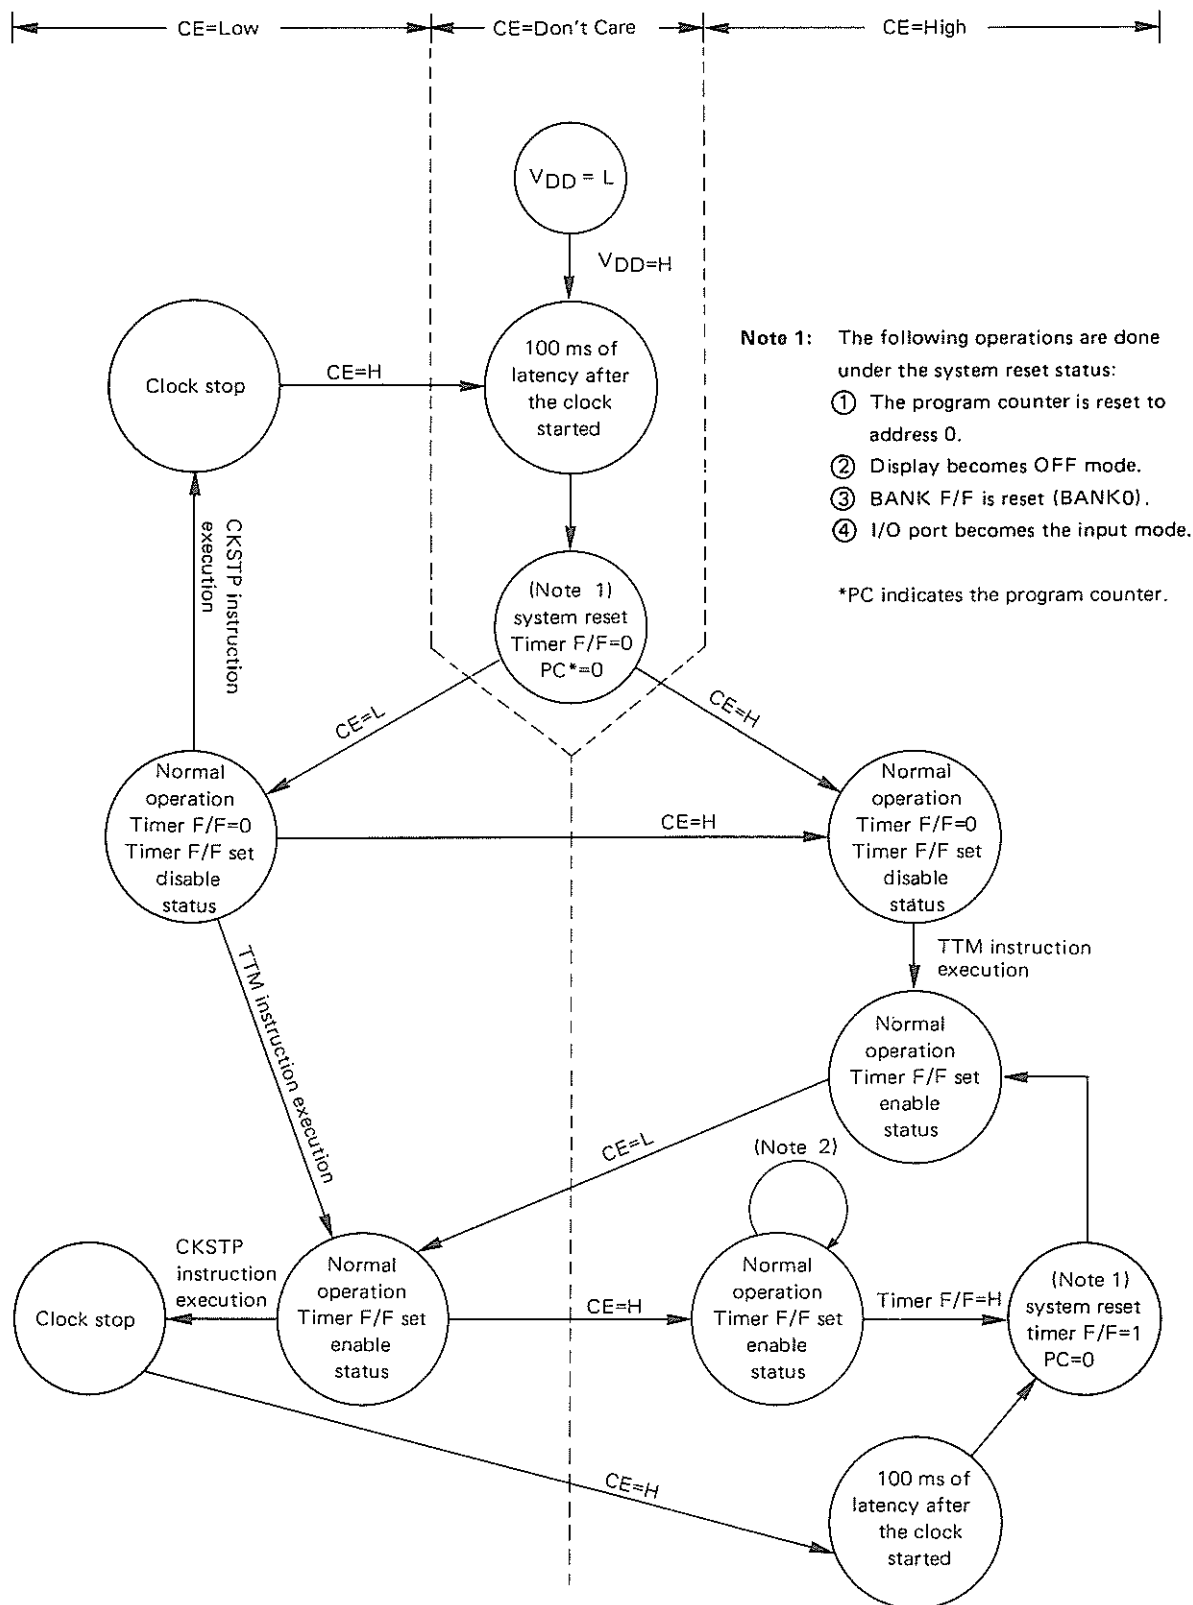 CE=Low
CE=Don't Care
CE=High
VDD = L
VDD=H
Clock stop
CE=H
100 ms of
latency after
the clock
started
Note 1: The following operations are done
under the system reset status:
① The program counter is reset to
address 0.
② Display becomes OFF mode.
③ BANK F/F is reset (BANK0).
④ I/O port becomes the input mode.
*PC indicates the program counter.
CKSTP instruction
execution
(Note 1)
system reset
Timer F/F=0
PC*=0
CE=L
CE=H
Normal
operation
Timer F/F=0
Timer F/F set
disable
status
CE=H
Normal
operation
Timer F/F=0
Timer F/F set
disable
status
TTM instruction execution
TTM instruction
execution
Normal
operation
Timer F/F set
enable
status
CE=L
(Note 2)
Clock stop
CKSTP
instruction
execution
Normal
operation
Timer F/F set
enable
status
CE=H
Normal
operation
Timer F/F set
enable
status
Timer F/F=H
(Note 1)
system reset
timer F/F=1
PC=0
CE=H
100 ms of
latency after
the clock
started